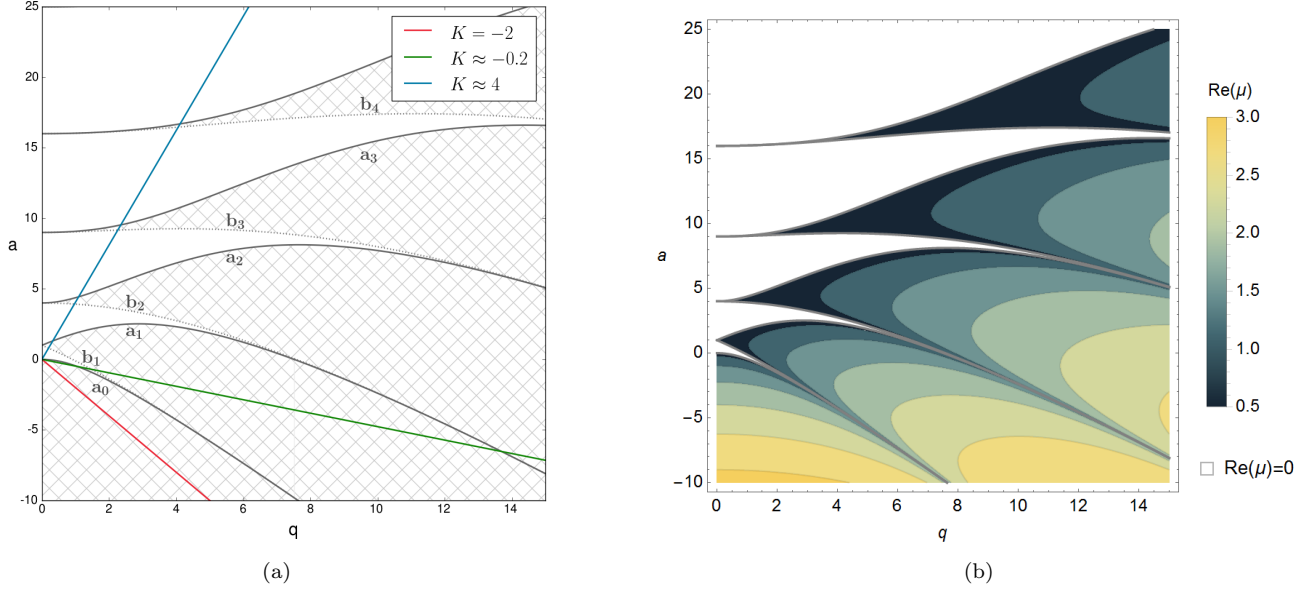 25
20
15
10
5
0
-5
-10
0
2
4
6
8
10
12
14
a
q
K = −2
K ≈ −0.2
K ≈ 4
b₄
a₃
b₃
a₂
b₂
a₁
b₁
a₀
(a)
25
20
15
10
5
0
−5
−10
0
2
4
6
8
10
12
14
a
q
Re(μ)
3.0
2.5
2.0
1.5
1.0
0.5
Re(μ)=0
(b)